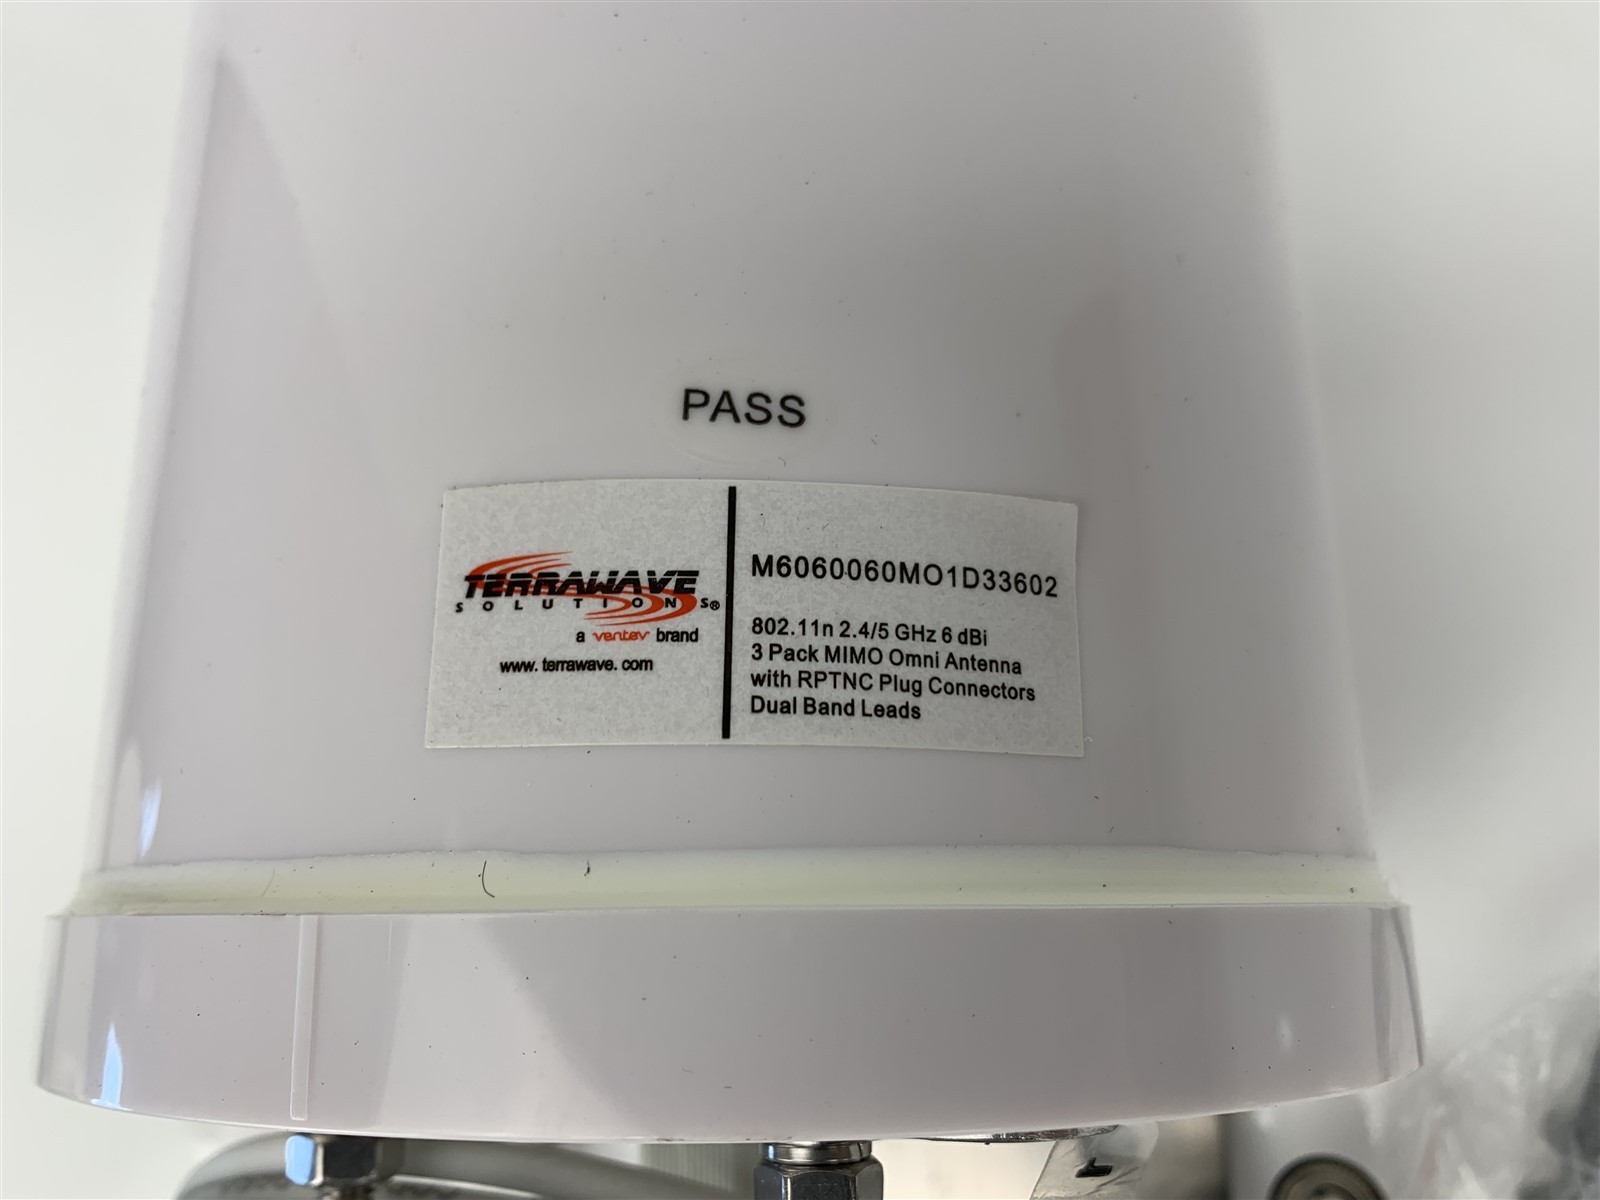 PASS
TERRAWAVE
SOLUTIONS®
a ventev brand
www.terrawave.com
M6060060MO1D33602
802.11n 2.4/5 GHz 6 dBi
3 Pack MIMO Omni Antenna
with RPTNC Plug Connectors
Dual Band Leads